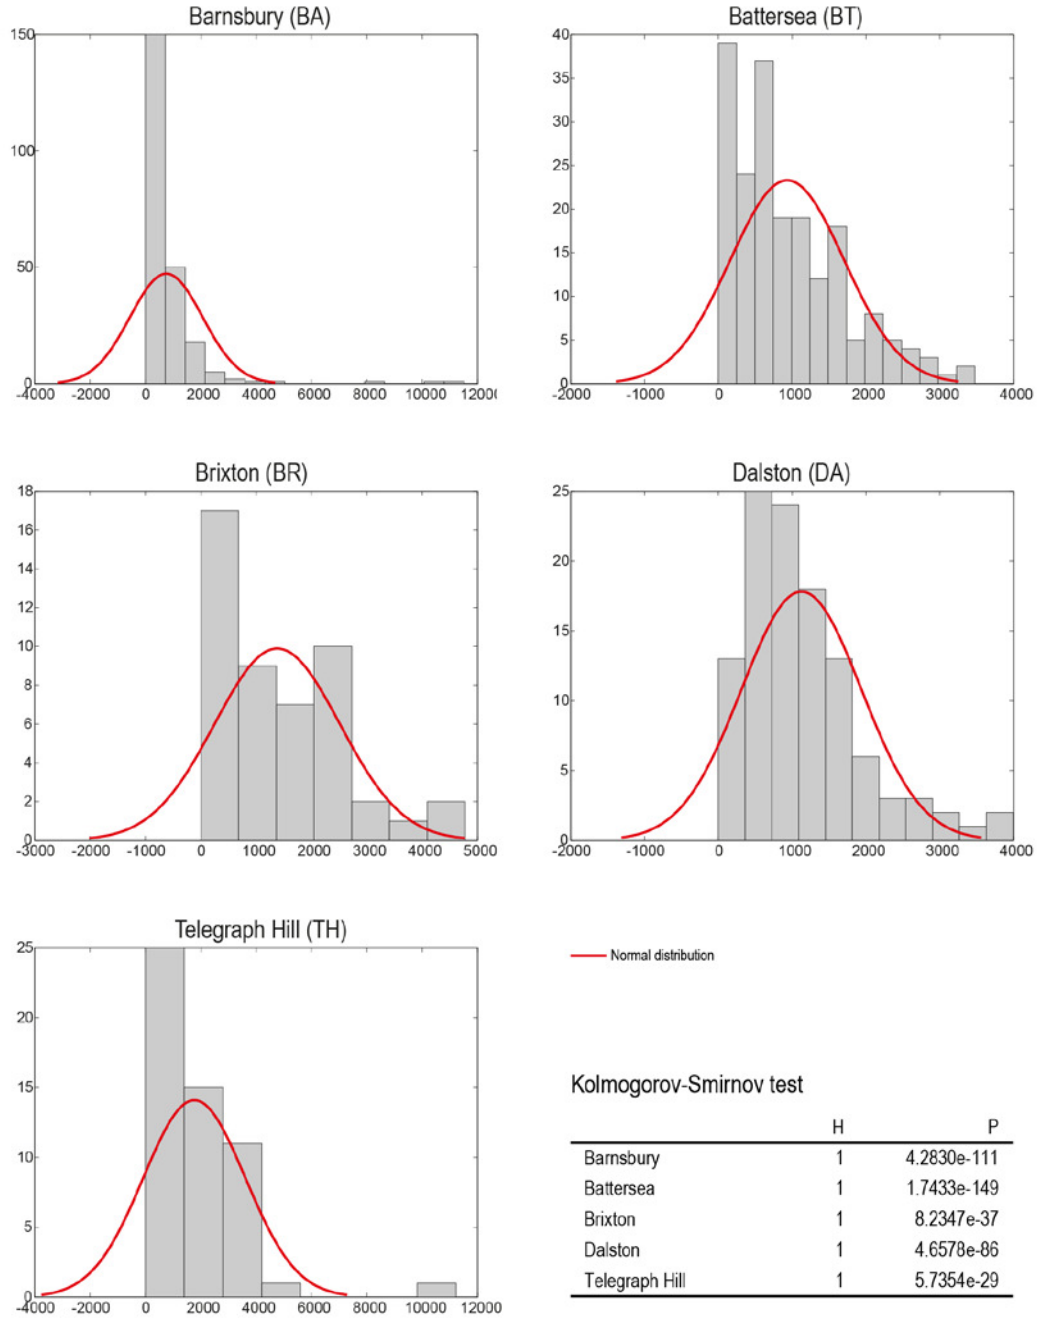 Barnsbury (BA)
150
100
50
0
-4000 -2000 0 2000 4000 6000 8000 10000 1200(
Battersea (BT)
40
35
30
25
20
15
10
5
0
-2000 -1000 0 1000 2000 3000 4000
Brixton (BR)
18
16
14
12
10
8
6
4
2
0
-3000 -2000 -1000 0 1000 2000 3000 4000 5000
Dalston (DA)
25
20
15
10
5
0
-2000 -1000 0 1000 2000 3000 4000
Telegraph Hill (TH)
25
20
15
10
5
0
-4000 -2000 0 2000 4000 6000 8000 10000 12000
Normal distribution
Kolmogorov-Smirnov test
H P
Barnsbury 1 4.2830e-111
Battersea 1 1.7433e-149
Brixton 1 8.2347e-37
Dalston 1 4.6578e-86
Telegraph Hill 1 5.7354e-29